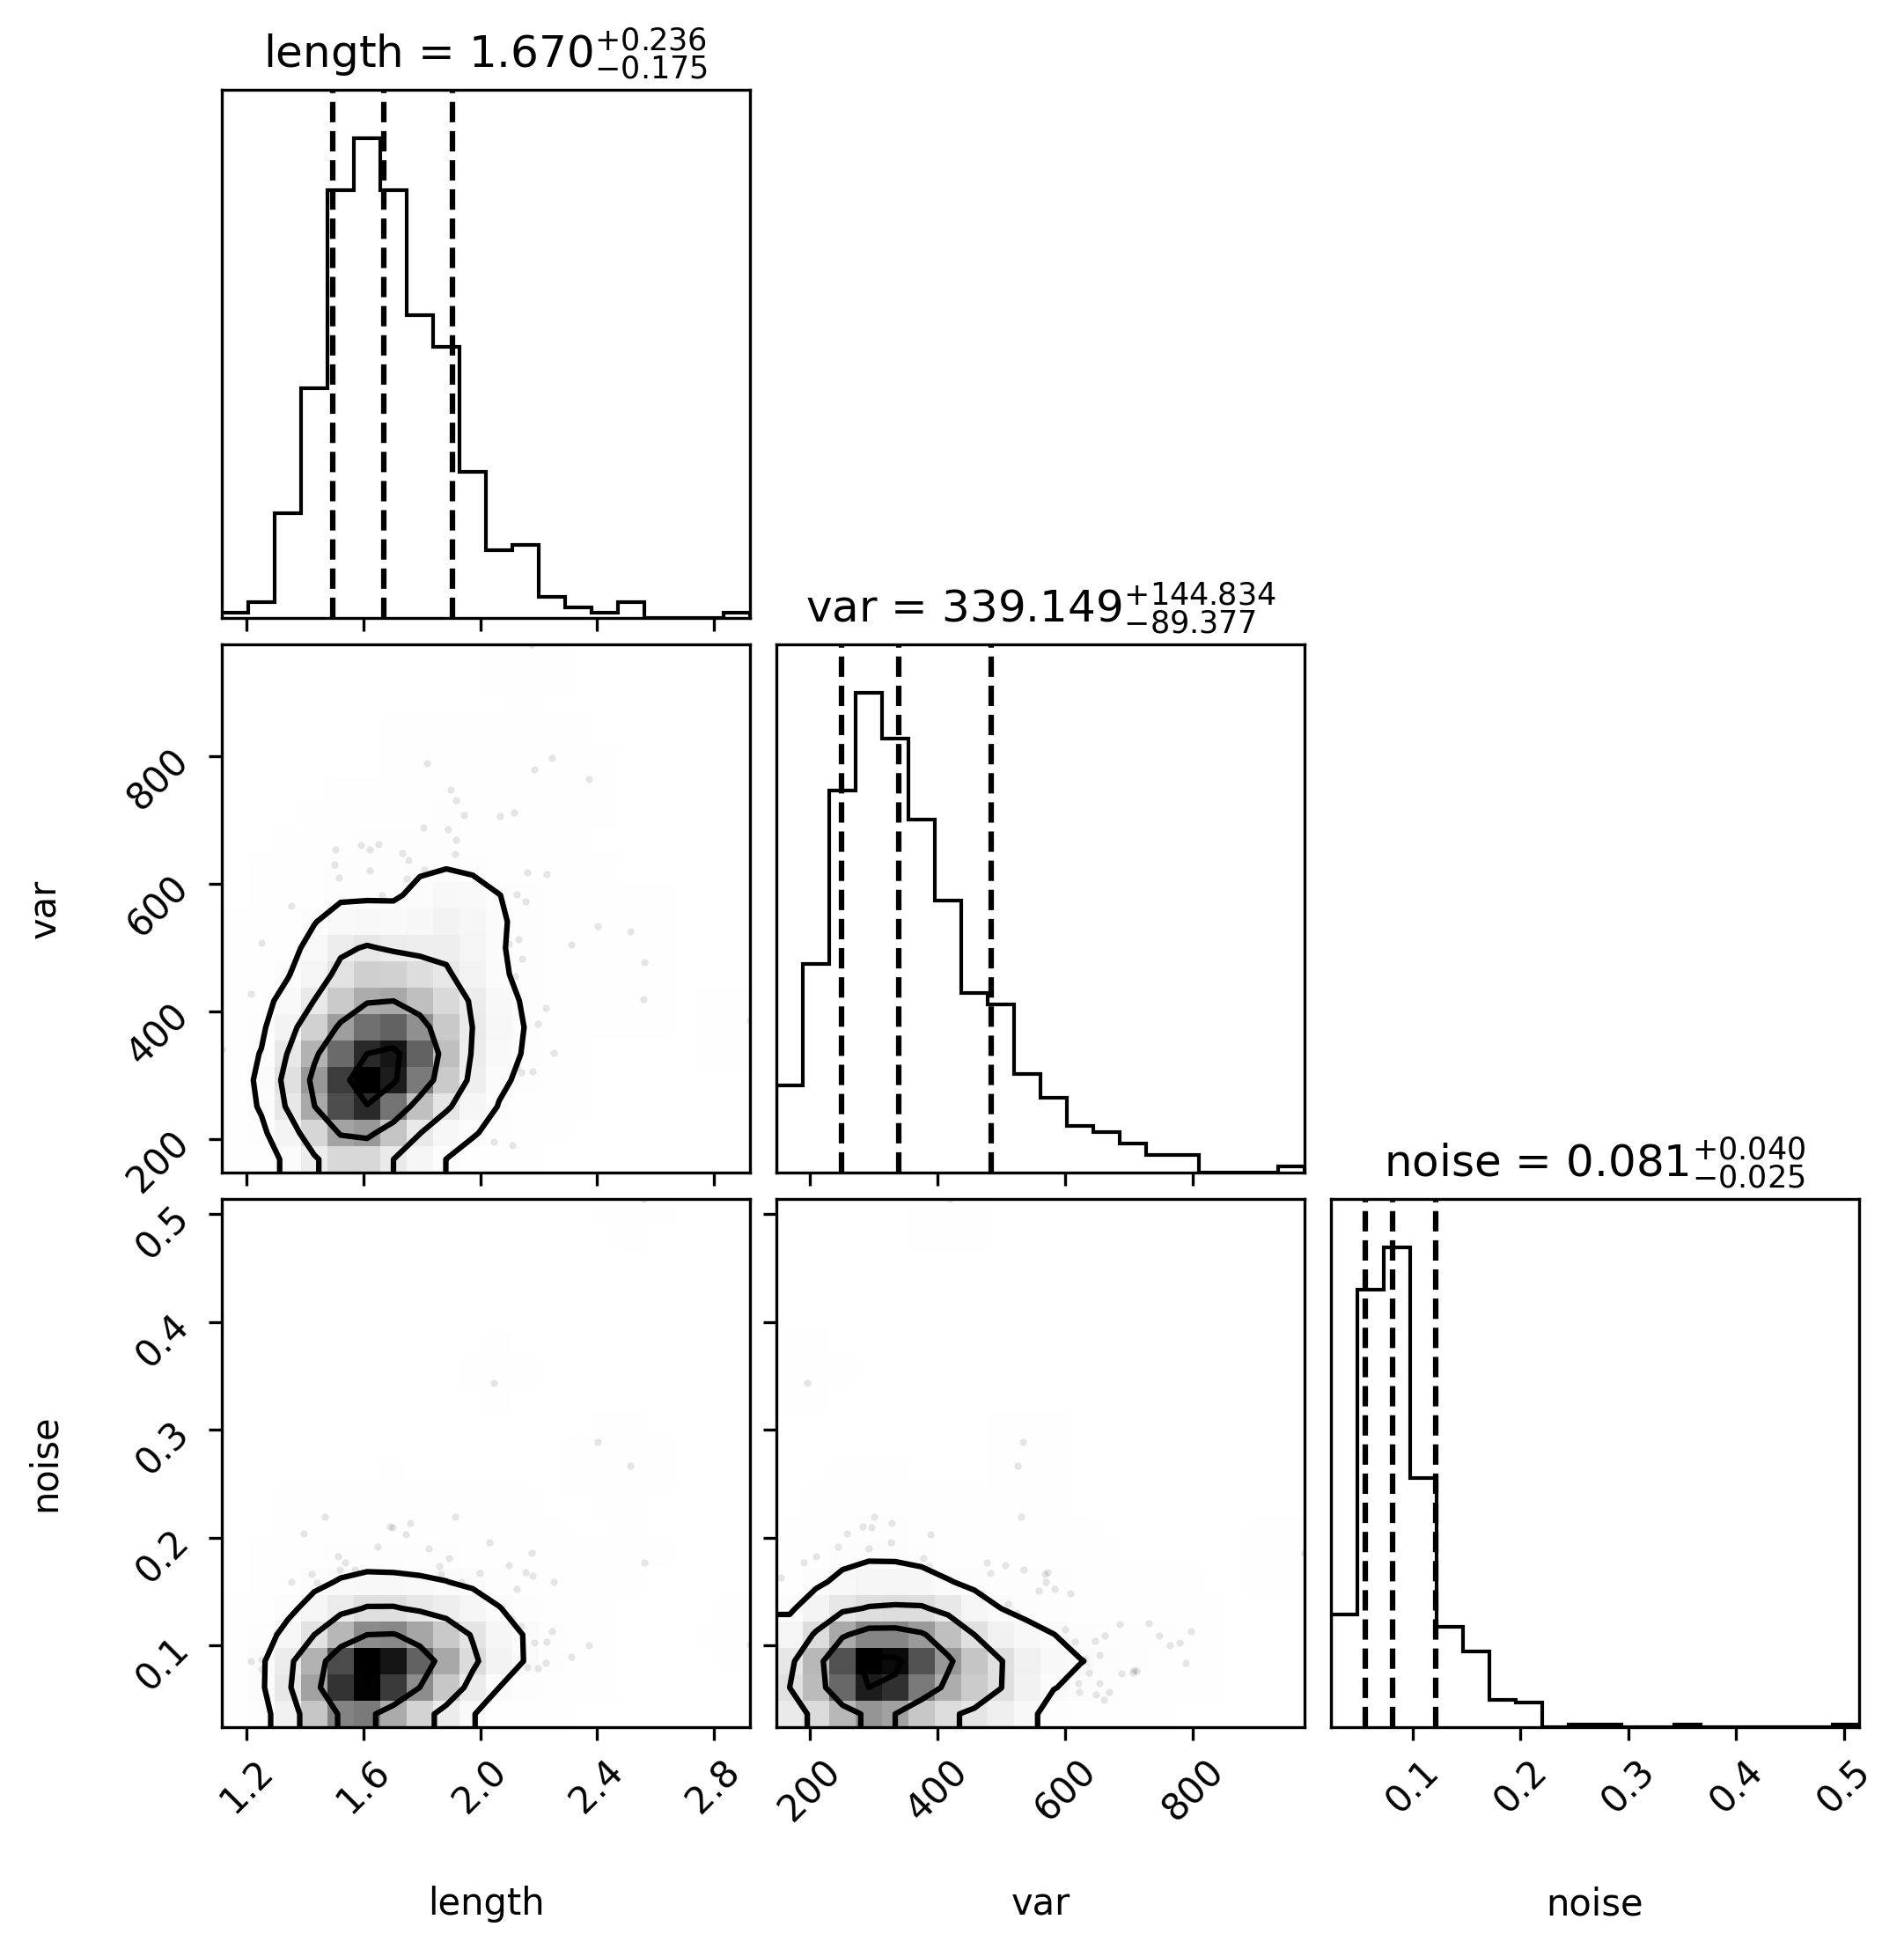 length = 1.670+0.236−0.175
var = 339.149+144.834−89.377
800
600
400
200
var
noise = 0.081+0.040−0.025
0.5
0.4
0.3
0.2
0.1
noise
1.2 1.6 2.0 2.4 2.8 200 400 600 800 0.1 0.2 0.3 0.4 0.5
length var noise